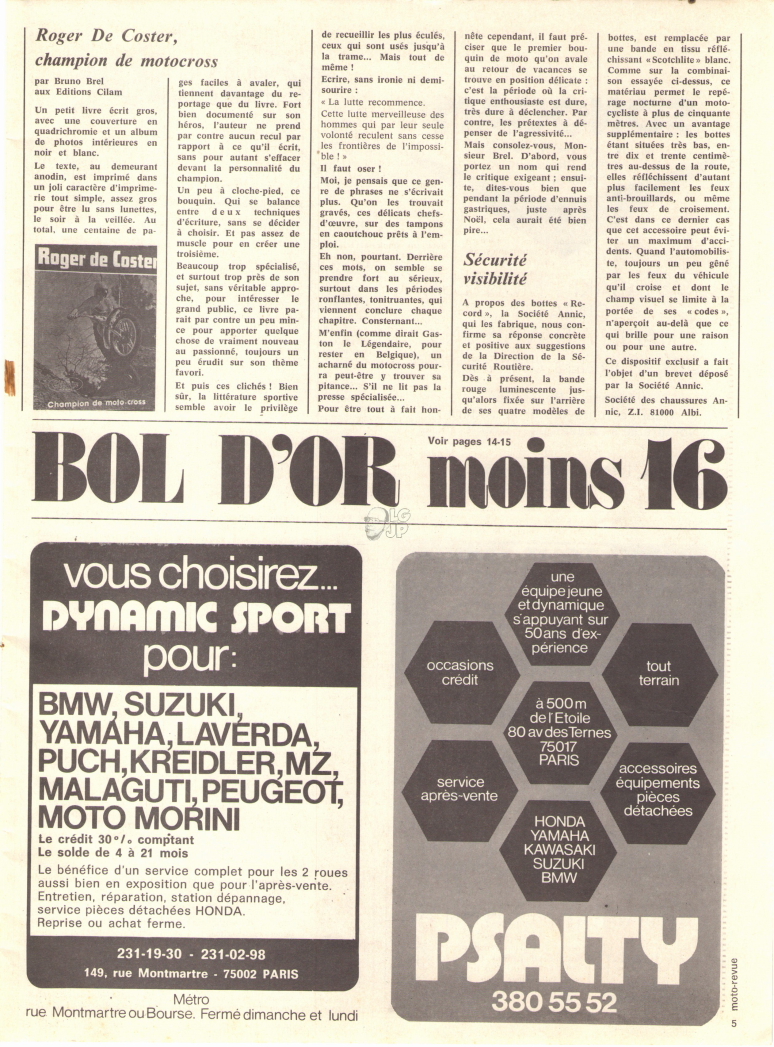 Roger De Coster,
champion de motocross
par Bruno Brel
aux Editions Cilam
Un petit livre écrit gros,
avec une couverture en
quadrichromie et un album
de photos intérieures en
noir et blanc.
Le texte, au demeurant
anodin, est imprimé dans
un joli caractère d'imprime-
rie tout simple, assez gros
pour être lu sans lunettes,
le soir à la veillée. Au
total, une centaine de pa-
Roger de Coster
Champion de moto-cross
ges faciles à avaler, qui
tiennent davantage du re-
portage que du livre. Fort
bien documenté sur son
héros, l'auteur ne prend
par contre aucun recul par
rapport à ce qu'il écrit,
sans pour autant s'effacer
devant la personnalité du
champion.
Un peu à cloche-pied, ce
bouquin. Qui se balance
entre deux techniques
d'écriture, sans se décider
à choisir. Et pas assez de
muscle pour en créer une
troisième.
Beaucoup trop spécialisé,
et surtout trop près de son
sujet, sans véritable appro-
che, pour intéresser le
grand public, ce livre pa-
raît par contre un peu min-
ce pour apporter quelque
chose de vraiment nouveau
au passionné, toujours un
peu érudit sur son thème
favori.
Et puis ces clichés ! Bien
sûr, la littérature sportive
semble avoir le privilège
de recueillir les plus éculés,
ceux qui sont usés jusqu'à
la trame... Mais tout de
même !
Ecrire, sans ironie ni demi-
sourire :
« La lutte recommence.
Cette lutte merveilleuse des
hommes qui par leur seule
volonté reculent sans cesse
les frontières de l'impossi-
ble ! »
Il faut oser !
Moi, je pensais que ce gen-
re de phrases ne s'écrivait
plus. Qu'on les trouvait
gravés, ces délicats chefs-
d'œuvre, sur des tampons
en caoutchouc prêts à l'em-
ploi.
Eh non, pourtant. Derrière
ces mots, on semble se
prendre fort au sérieux,
surtout dans les périodes
ronflantes, tonitruantes, qui
viennent conclure chaque
chapitre. Consternant...
M'enfin (comme dirait Gas-
ton le Légendaire, pour
rester en Belgique), un
acharné du motocross pour-
ra peut-être y trouver sa
pitance... S'il ne lit pas la
presse spécialisée...
Pour être tout à fait hon-
nête cependant, il faut pré-
ciser que le premier bou-
quin de moto qu'on avale
au retour de vacances se
trouve en position délicate :
c'est la période où la cri-
tique enthousiaste est dure,
très dure à déclencher. Par
contre, les prétextes à dé-
penser de l'agressivité...
Mais consolez-vous, Mon-
sieur Brel. D'abord, vous
portez un nom qui rend
le critique exigeant ; ensui-
te, dites-vous bien que
pendant la période d'ennuis
gastriques, juste après
Noël, cela aurait été bien
pire...
Sécurité
visibilité
A propos des bottes « Re-
cord », la Société Annic,
qui les fabrique, nous con-
firme sa réponse concrète
et positive aux suggestions
de la Direction de la Sé-
curité Routière.
Dès à présent, la bande
rouge luminescente jus-
qu'alors fixée sur l'arrière
de ses quatre modèles de
bottes, est remplacée par
une bande en tissu réflé-
chissant « Scotchlite » blanc.
Comme sur la combinai-
son essayée ci-dessus, ce
matériau permet le repé-
rage nocturne d'un moto-
cycliste à plus de cinquante
mètres. Avec un avantage
supplémentaire : les bottes
étant situées très bas, en-
tre dix et trente centimè-
tres au-dessus de la route,
elles réfléchissent d'autant
plus facilement les feux
anti-brouillards, ou même
les feux de croisement.
C'est dans ce dernier cas
que cet accessoire peut évi-
ter un maximum d'acci-
dents. Quand l'automobilis-
te, toujours un peu gêné
par les feux du véhicule
qu'il croise et dont le
champ visuel se limite à la
portée de ses « codes »,
n'aperçoit au-delà que ce
qui brille pour une raison
ou pour une autre.
Ce dispositif exclusif a fait
l'objet d'un brevet déposé
par la Société Annic.
Société des chaussures An-
nic, Z.I. 81000 Albi.
Voir pages 14-15
BOL D'OR moins 16
LG
JP
vous choisirez...
DYNAMIC SPORT
pour:
BMW, SUZUKI,
YAMAHA, LAVERDA,
PUCH, KREIDLER, MZ,
MALAGUTI, PEUGEOT,
MOTO MORINI
Le crédit 30°/₀ comptant
Le solde de 4 à 21 mois
Le bénéfice d'un service complet pour les 2 roues
aussi bien en exposition que pour l'après-vente.
Entretien, réparation, station dépannage,
service pièces détachées HONDA.
Reprise ou achat ferme.
231-19-30 - 231-02-98
149, rue Montmartre - 75002 PARIS
Métro
rue Montmartre ou Bourse. Fermé dimanche et lundi
une
équipe jeune
et dynamique
s'appuyant sur
50 ans d'ex-
périence
occasions
crédit
tout
terrain
à 500 m
de l'Etoile
80 av des Ternes
75017
PARIS
service
après-vente
accessoires
équipements
pièces
détachées
HONDA
YAMAHA
KAWASAKI
SUZUKI
BMW
PSALTY
380 55 52
moto-revue
5